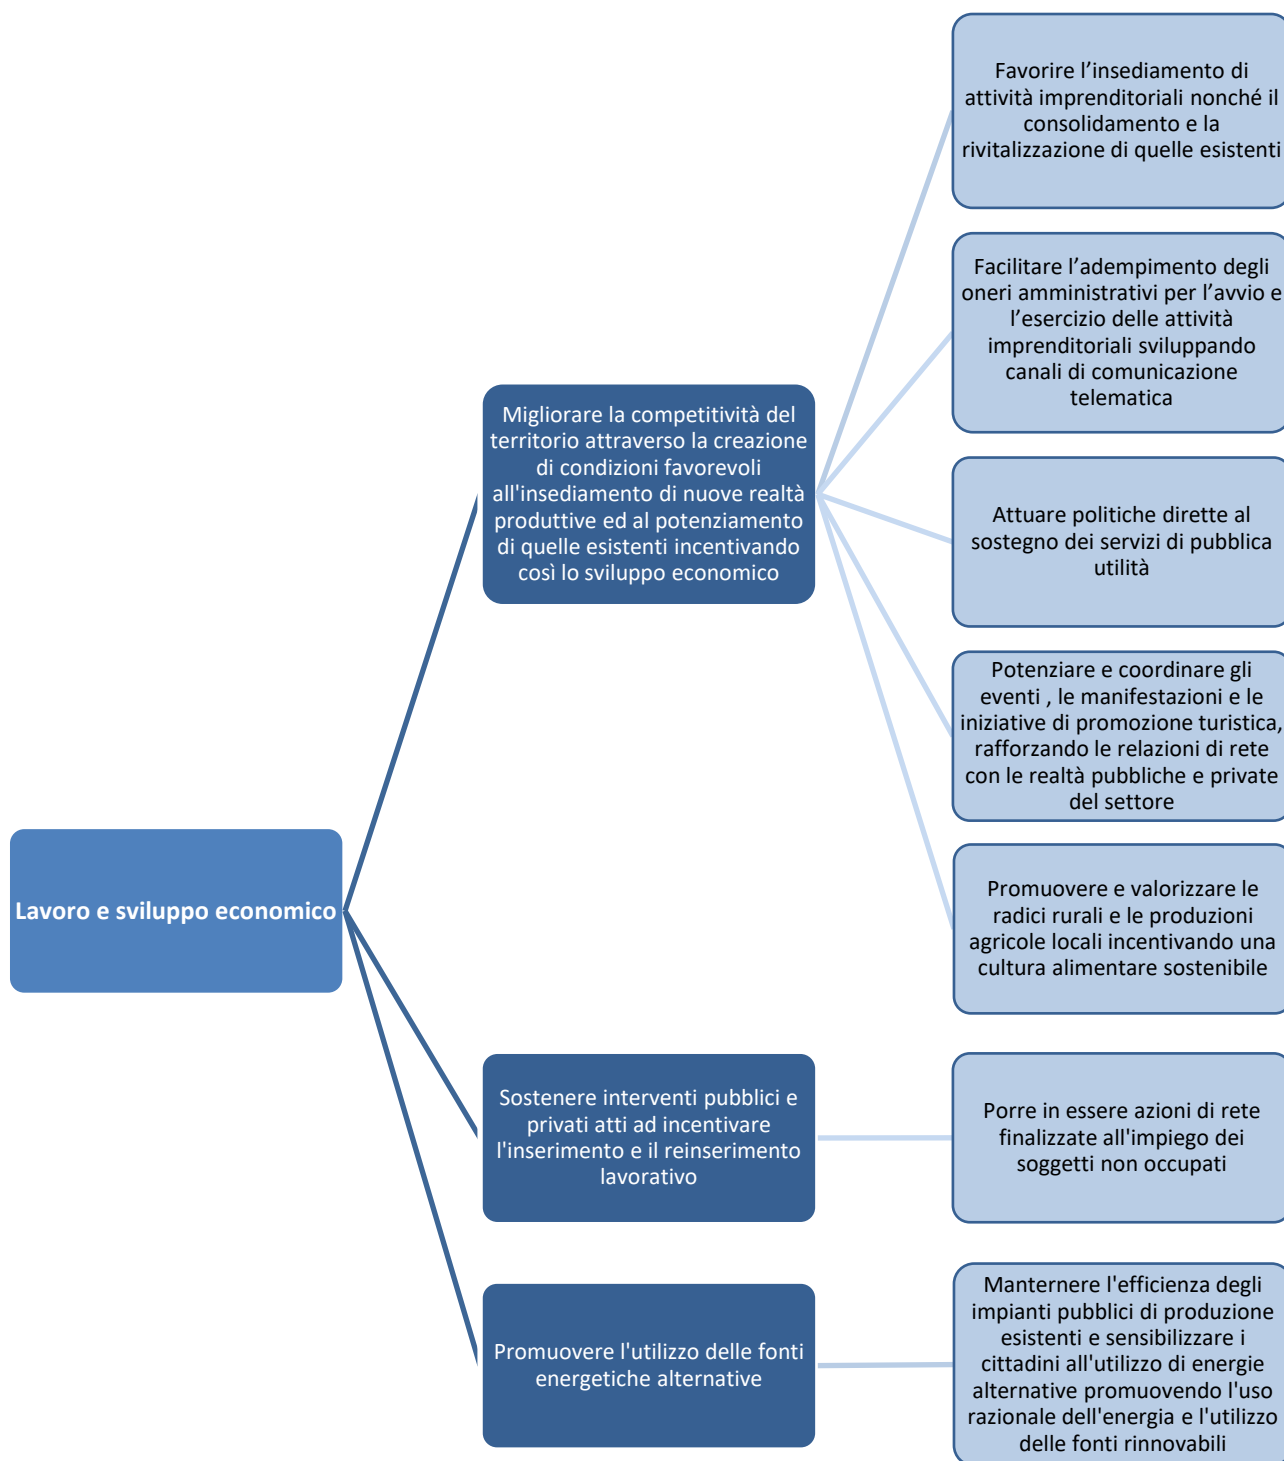 Favorire l’insediamento di
attività imprenditoriali nonché il
consolidamento e la
rivitalizzazione di quelle esistenti
Facilitare l’adempimento degli
oneri amministrativi per l’avvio e
l’esercizio delle attività
imprenditoriali sviluppando
canali di comunicazione
telematica
Migliorare la competitività del
territorio attraverso la creazione
di condizioni favorevoli
all'insediamento di nuove realtà
produttive ed al potenziamento
di quelle esistenti incentivando
così lo sviluppo economico
Attuare politiche dirette al
sostegno dei servizi di pubblica
utilità
Potenziare e coordinare gli
eventi , le manifestazioni e le
iniziative di promozione turistica,
rafforzando le relazioni di rete
con le realtà pubbliche e private
del settore
Lavoro e sviluppo economico
Promuovere e valorizzare le
radici rurali e le produzioni
agricole locali incentivando una
cultura alimentare sostenibile
Sostenere interventi pubblici e
privati atti ad incentivare
l'inserimento e il reinserimento
lavorativo
Porre in essere azioni di rete
finalizzate all'impiego dei
soggetti non occupati
Promuovere l'utilizzo delle fonti
energetiche alternative
Manternere l'efficienza degli
impianti pubblici di produzione
esistenti e sensibilizzare i
cittadini all'utilizzo di energie
alternative promuovendo l'uso
razionale dell'energia e l'utilizzo
delle fonti rinnovabili